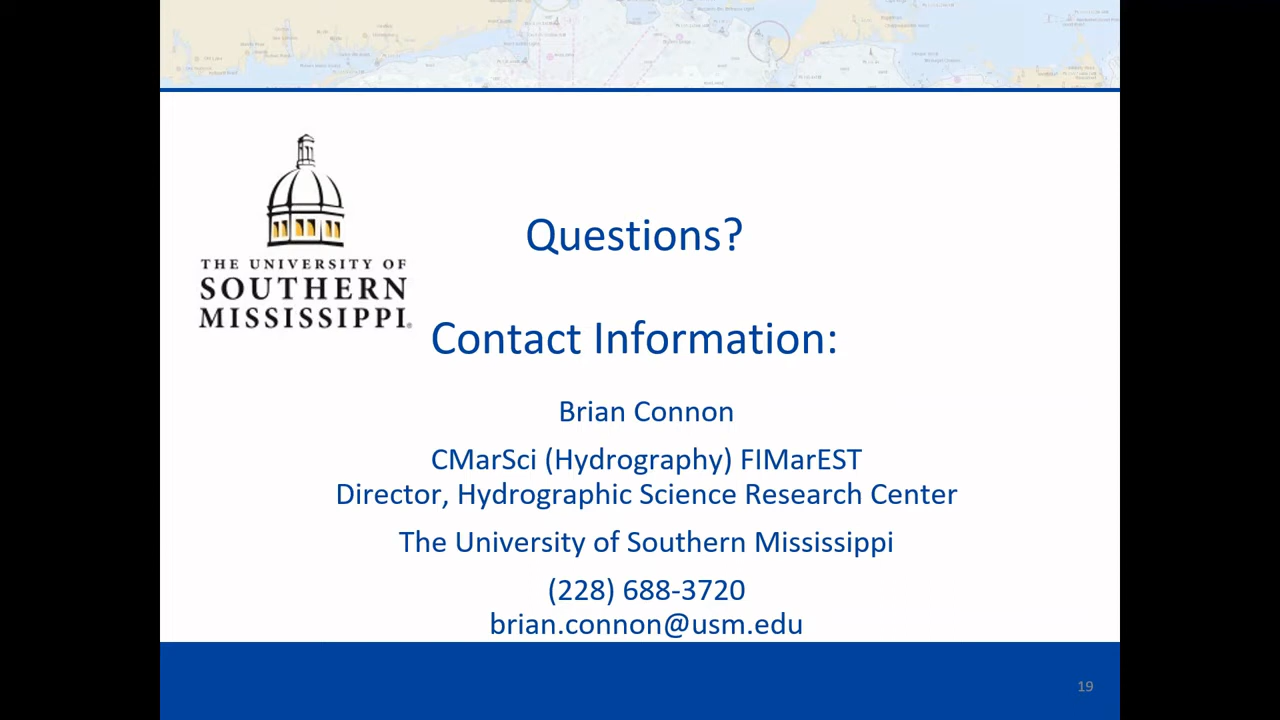 THE UNIVERSITY OF
SOUTHERN
MISSISSIPPI®
Questions?
Contact Information:
Brian Connon
CMarSci (Hydrography) FIMarEST
Director, Hydrographic Science Research Center
The University of Southern Mississippi
(228) 688-3720
brian.connon@usm.edu
19